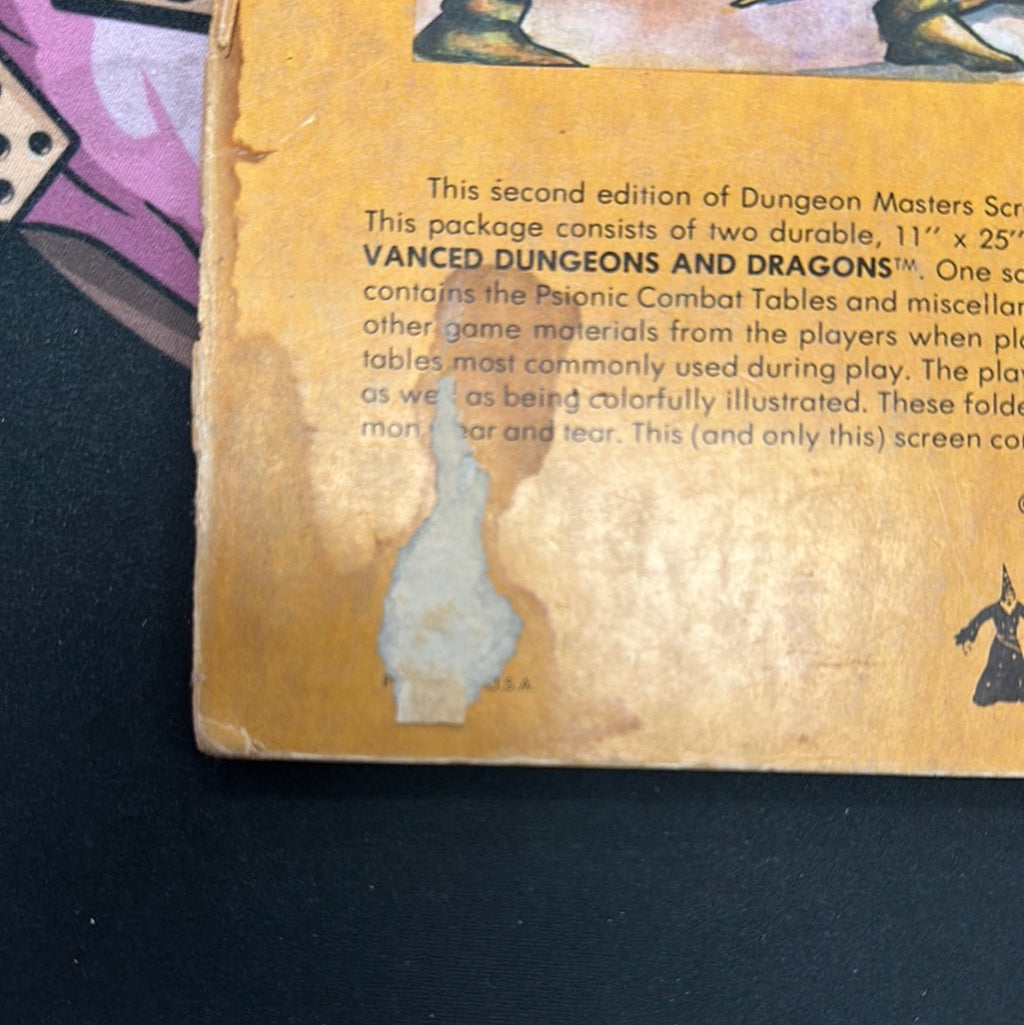 This second edition of Dungeon Masters Scr
This package consists of two durable, 11” x 25”
VANCED DUNGEONS AND DRAGONS™. One sc
contains the Psionic Combat Tables and miscellan
other game materials from the players when pla
tables most commonly used during play. The play
as we as being colorfully illustrated. These folde
mon ear and tear. This (and only this) screen con
P U.S.A.